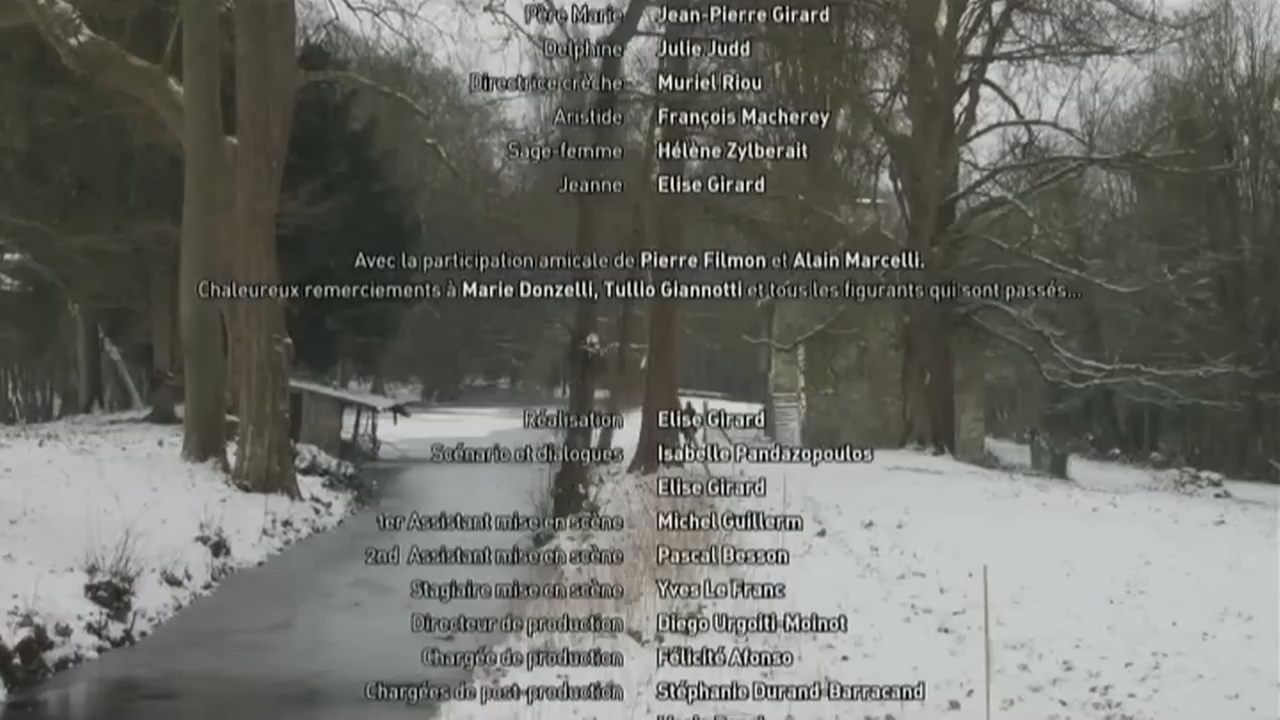 Père Marie Jean-Pierre Girard
Delphine Julie Judd
Directrice crèche Muriel Riou
Aristide François Macherey
Sage-femme Hélène Zylberait
Jeanne Elise Girard
Avec la participation amicale de Pierre Filmon et Alain Marcelli.
Chaleureux remerciements à Marie Donzelli, Tullio Giannotti et tous les figurants qui sont passés...
Réalisation Elise Girard
Scénario et dialogues Isabelle Pandazopoulos
Elise Girard
1er Assistant mise en scène Michel Guillerm
2nd Assistant mise en scène Pascal Besson
Stagiaire mise en scène Yves Le Franc
Directeur de production Diego Urgoiti-Moinot
Chargée de production Félicité Afonso
Chargées de post-production Stéphanie Durand-Barracand